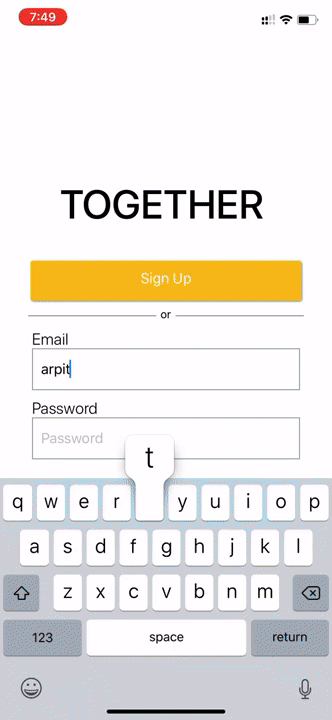 7:49
TOGETHER
Sign Up
or
Email
arpit
Password
Password
t
q w e r y u i o p
a s d f g h j k l
z x c v b n m
123 space return